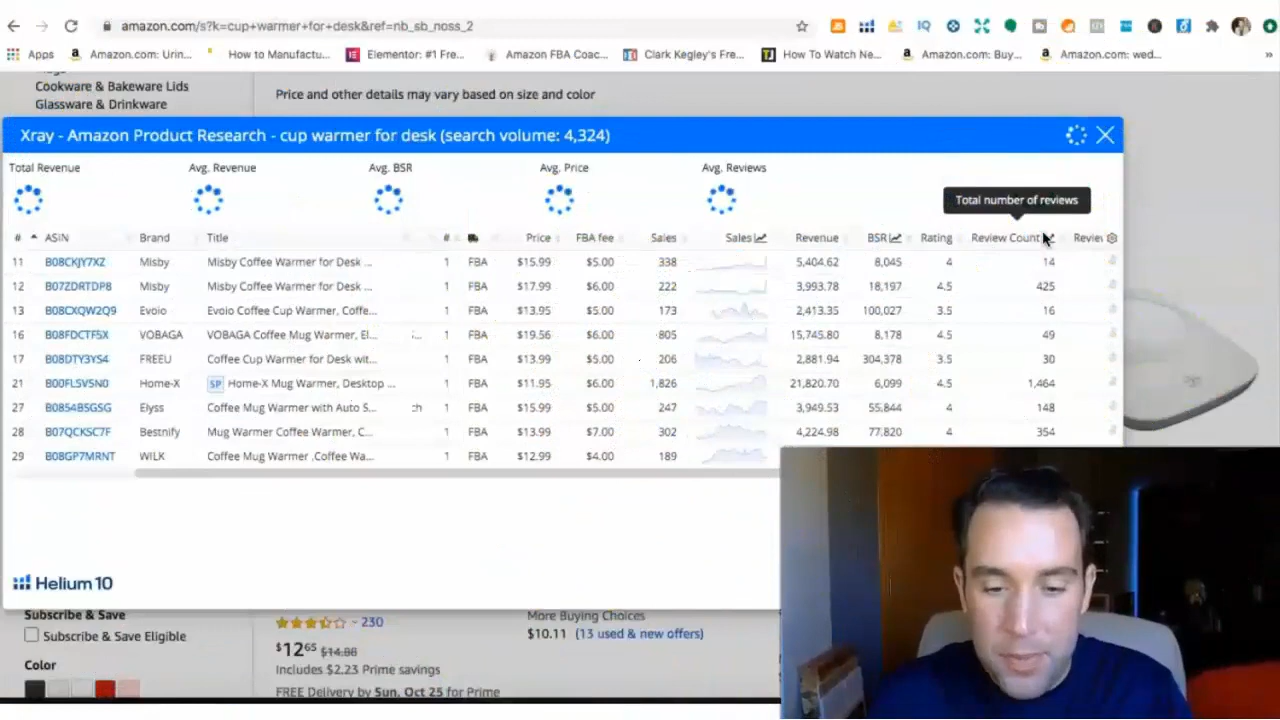 amazon.com/s?k=cup+warmer+for+desk&ref=nb_sb_noss_2
Apps Amazon.com: Urin... How to Manufactu... Elementor: #1 Fre... Amazon FBA Coac... Clark Kegley's Fre... How To Watch Ne... Amazon.com: Buy... Amazon.com: wed... »
Cookware & Bakeware Lids
Glassware & Drinkware
Price and other details may vary based on size and color
Xray - Amazon Product Research - cup warmer for desk (search volume: 4,324)
Total Revenue Avg. Revenue Avg. BSR Avg. Price Avg. Reviews
Total number of reviews
# ASIN Brand Title # Price FBA fee Sales Sales Revenue BSR Rating Review Count Review
11 B08CKJY7XZ Misby Misby Coffee Warmer for Desk ... 1 FBA $15.99 $5.00 338 5,404.62 8,045 4 14
12 B07ZDRTDP8 Misby Misby Coffee Warmer for Desk ... 1 FBA $17.99 $6.00 222 3,993.78 18,197 4.5 425
13 B08CXQW2Q9 Evoio Evoio Coffee Cup Warmer, Coffe... 1 FBA $13.95 $5.00 173 2,413.35 100,027 3.5 16
16 B08FDCTF5X VOBAGA VOBAGA Coffee Mug Warmer, El... 1 FBA $19.56 $6.00 805 15,745.80 8,178 4.5 49
17 B08DTY3YS4 FREEU Coffee Cup Warmer for Desk wit... 1 FBA $13.99 $5.00 206 2,881.94 304,378 3.5 30
21 B00FLSV5N0 Home-X SP Home-X Mug Warmer, Desktop ... 1 FBA $11.95 $6.00 1,826 21,820.70 6,099 4.5 1,464
27 B0854B5GSG Elyss Coffee Mug Warmer with Auto S... ch 1 FBA $15.99 $5.00 247 3,949.53 55,844 4 148
28 B07QCKSC7F Bestnify Mug Warmer Coffee Warmer, C... 1 FBA $13.99 $7.00 302 4,224.98 77,820 4 354
29 B08GP7MRNT WILK Coffee Mug Warmer ,Coffee Wa... 1 FBA $12.99 $4.00 189
Helium 10
Subscribe & Save
Subscribe & Save Eligible
Color
~ 230
$1265 $14.88
Includes $2.23 Prime savings
FREE Delivery by Sun, Oct 25 for Prime
More Buying Choices
$10.11 (13 used & new offers)